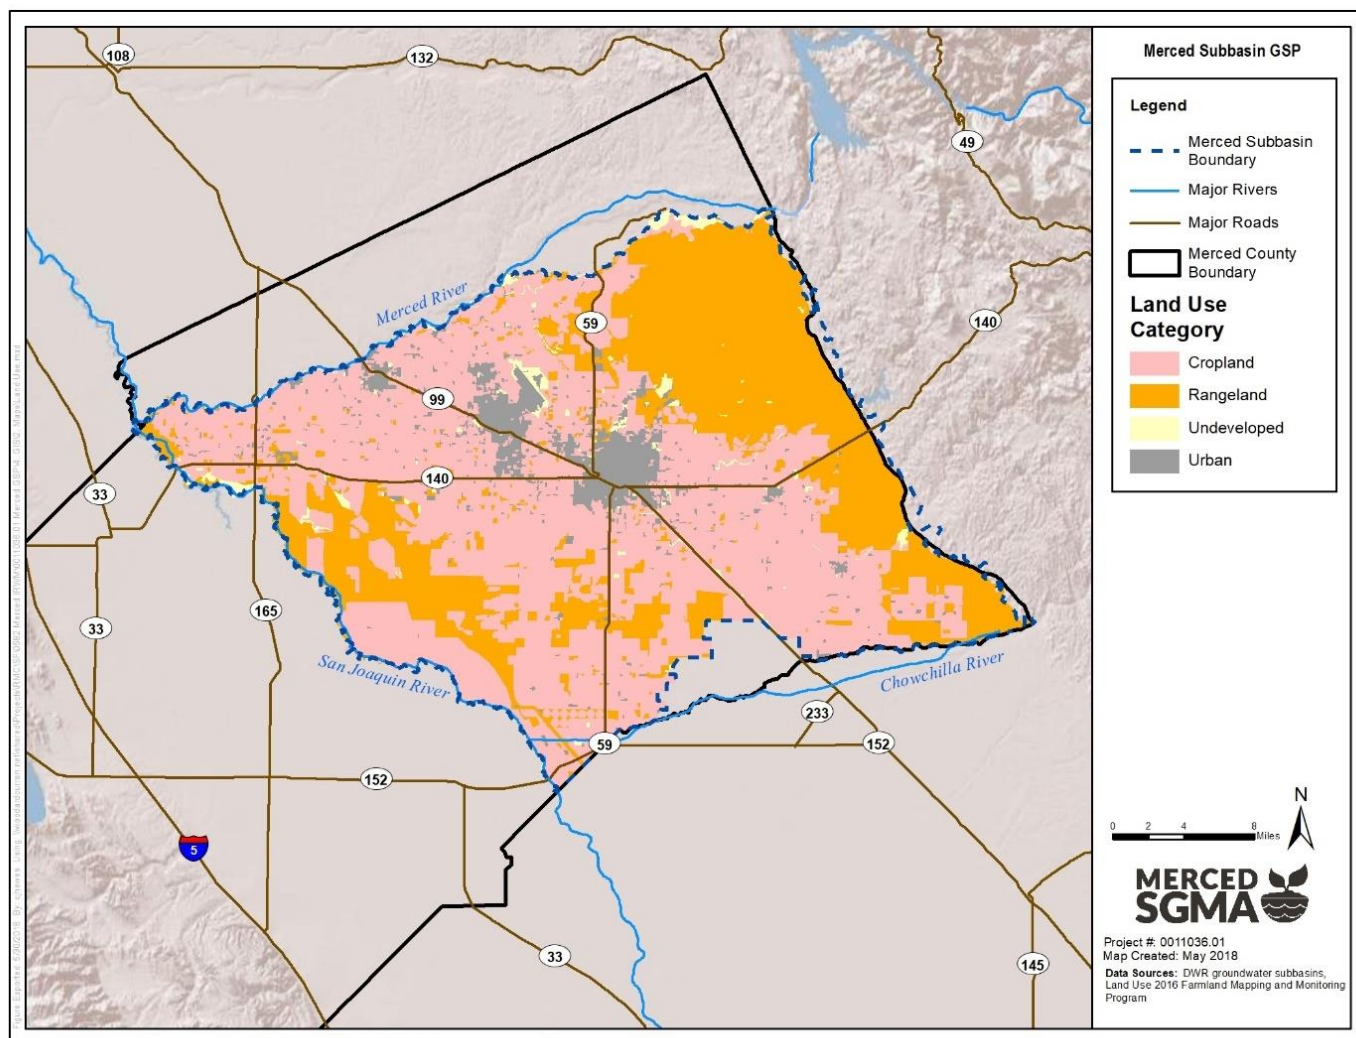 Merced Subbasin GSP
Legend
Merced Subbasin
Boundary
Major Rivers
Major Roads
Merced County
Boundary
Land Use
Category
Cropland
Rangeland
Undeveloped
Urban
108
132
49
Merced River
59
140
99
140
33
165
33
San Joaquin River
Chowchilla River
233
59
152
152
5
33
145
N
0 2 4 8
Miles
MERCED
SGMA
Project #: 0011036.01
Map Created: May 2018
Data Sources: DWR groundwater subbasins,
Land Use 2016 Farmland Mapping and Monitoring
Program